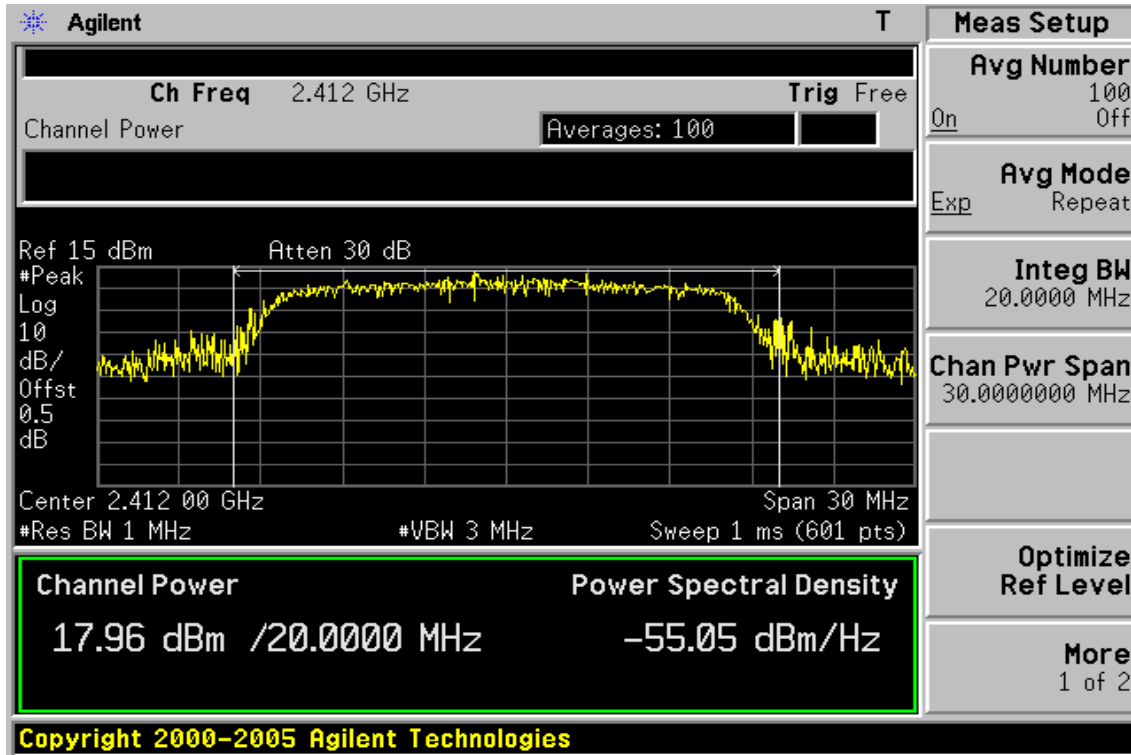 Agilent T
Meas Setup
Ch Freq 2.412 GHz Trig Free
Channel Power Averages: 100
Ref 15 dBm Atten 30 dB
#Peak
Log
10
dB/
Offst
0.5
dB
Center 2.412 00 GHz Span 30 MHz
#Res BW 1 MHz #VBW 3 MHz Sweep 1 ms (601 pts)
Channel Power Power Spectral Density
17.96 dBm /20.0000 MHz -55.05 dBm/Hz
Copyright 2000-2005 Agilent Technologies
Avg Number
100
On Off
Avg Mode
Exp Repeat
Integ BW
20.0000 MHz
Chan Pwr Span
30.0000000 MHz
Optimize
Ref Level
More
1 of 2